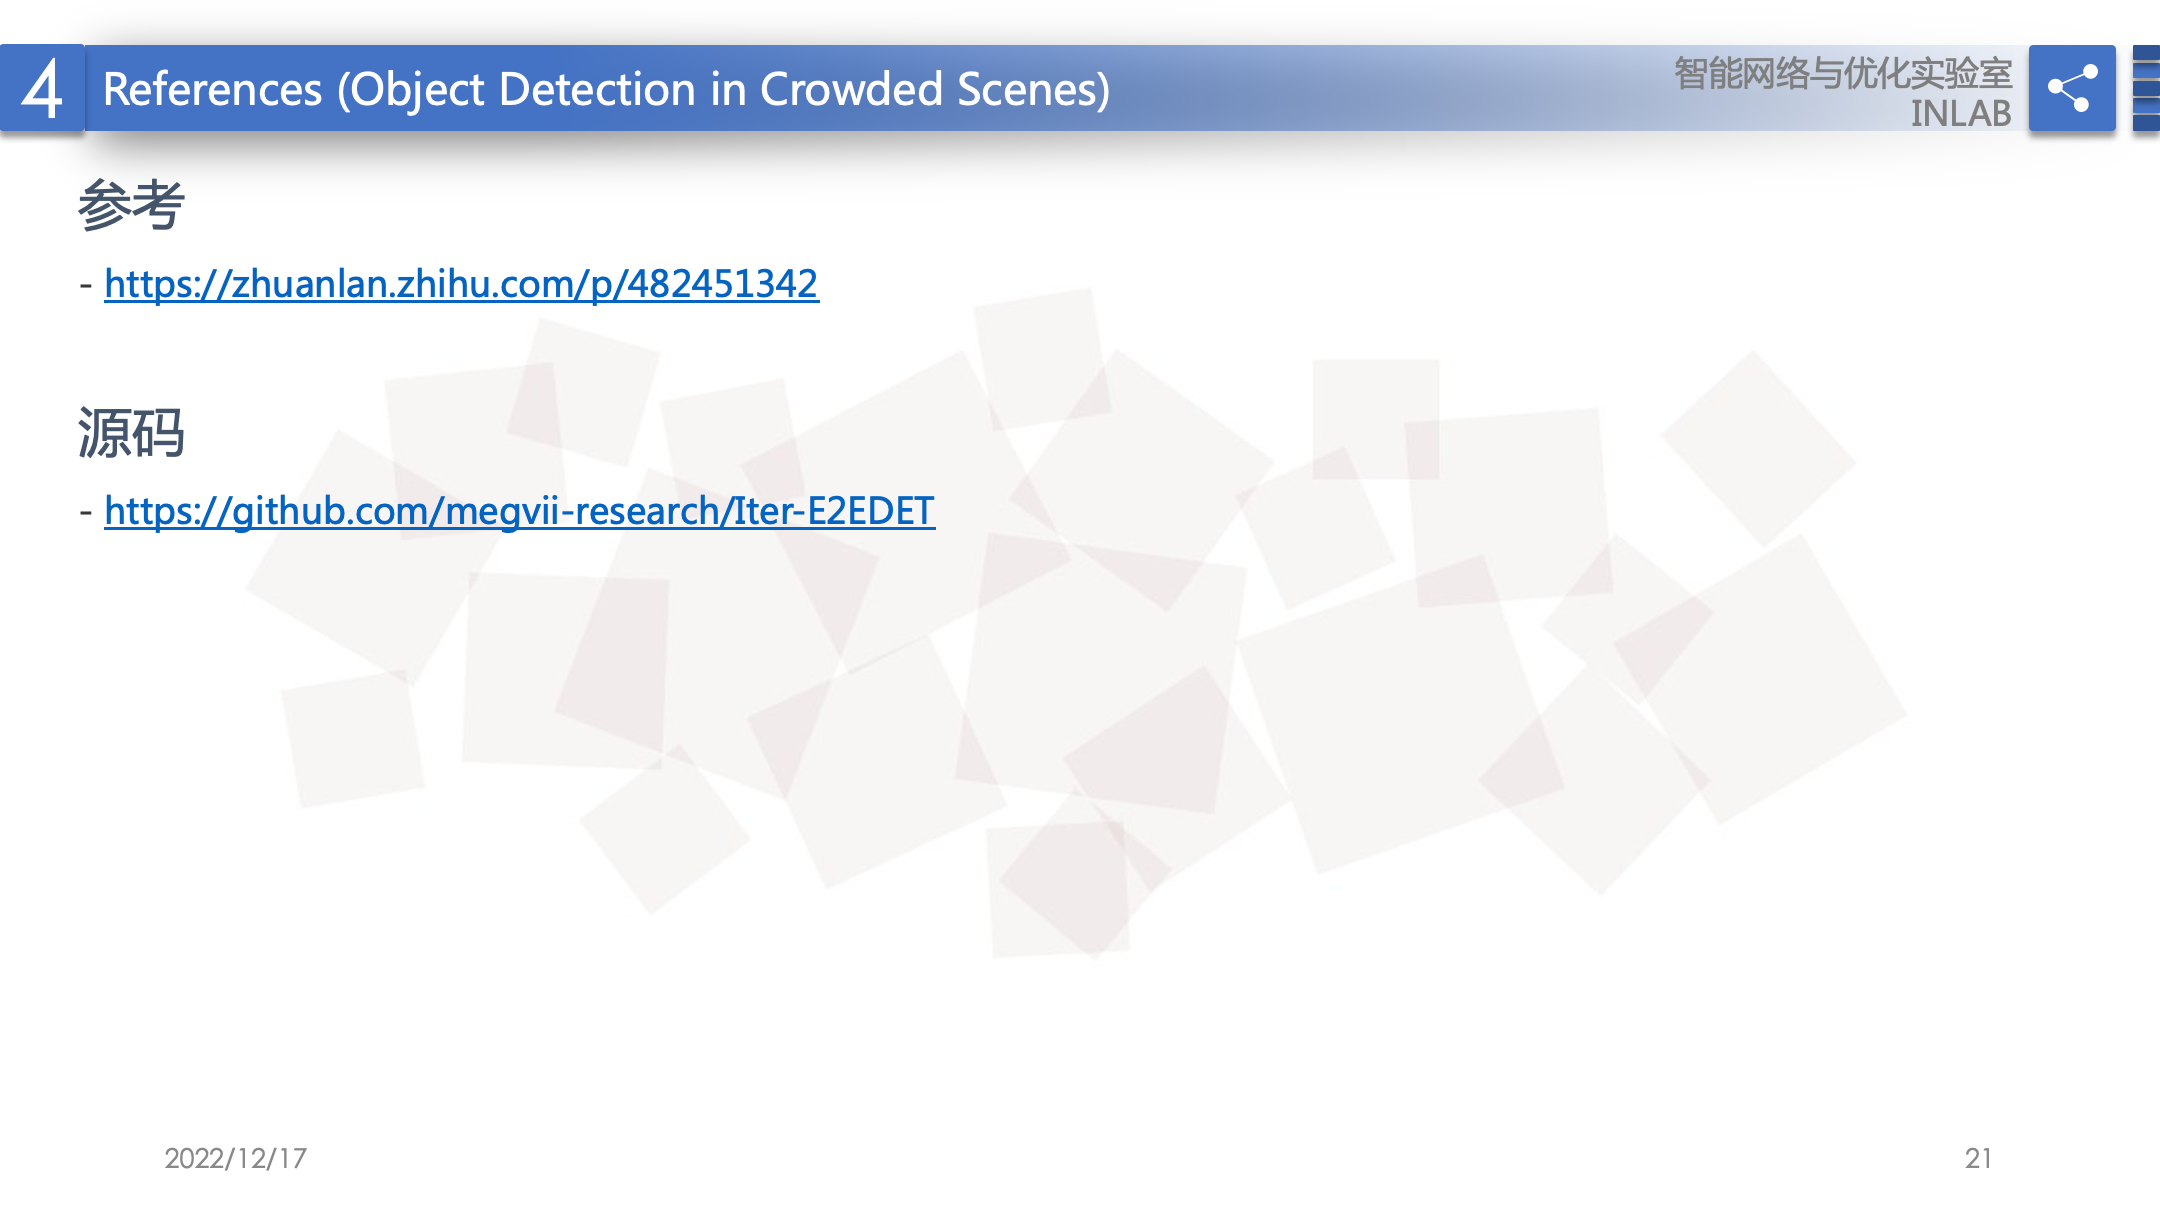 4
References (Object Detection in Crowded Scenes)
智能网络与优化实验室
INLAB
参考
- https://zhuanlan.zhihu.com/p/482451342
源码
- https://github.com/megvii-research/Iter-E2EDET
2022/12/17
21